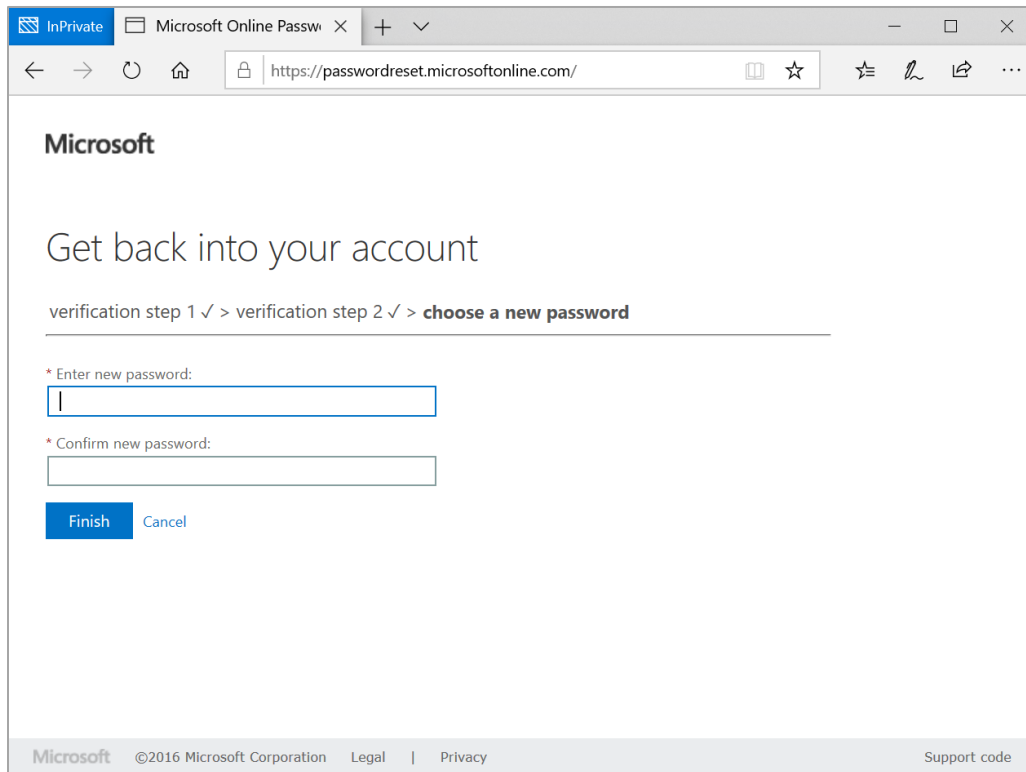 InPrivate Microsoft Online Passw
https://passwordreset.microsoftonline.com/
Microsoft
Get back into your account
verification step 1 ✓ > verification step 2 ✓ > choose a new password
* Enter new password:
* Confirm new password:
Finish Cancel
Microsoft ©2016 Microsoft Corporation Legal | Privacy Support code